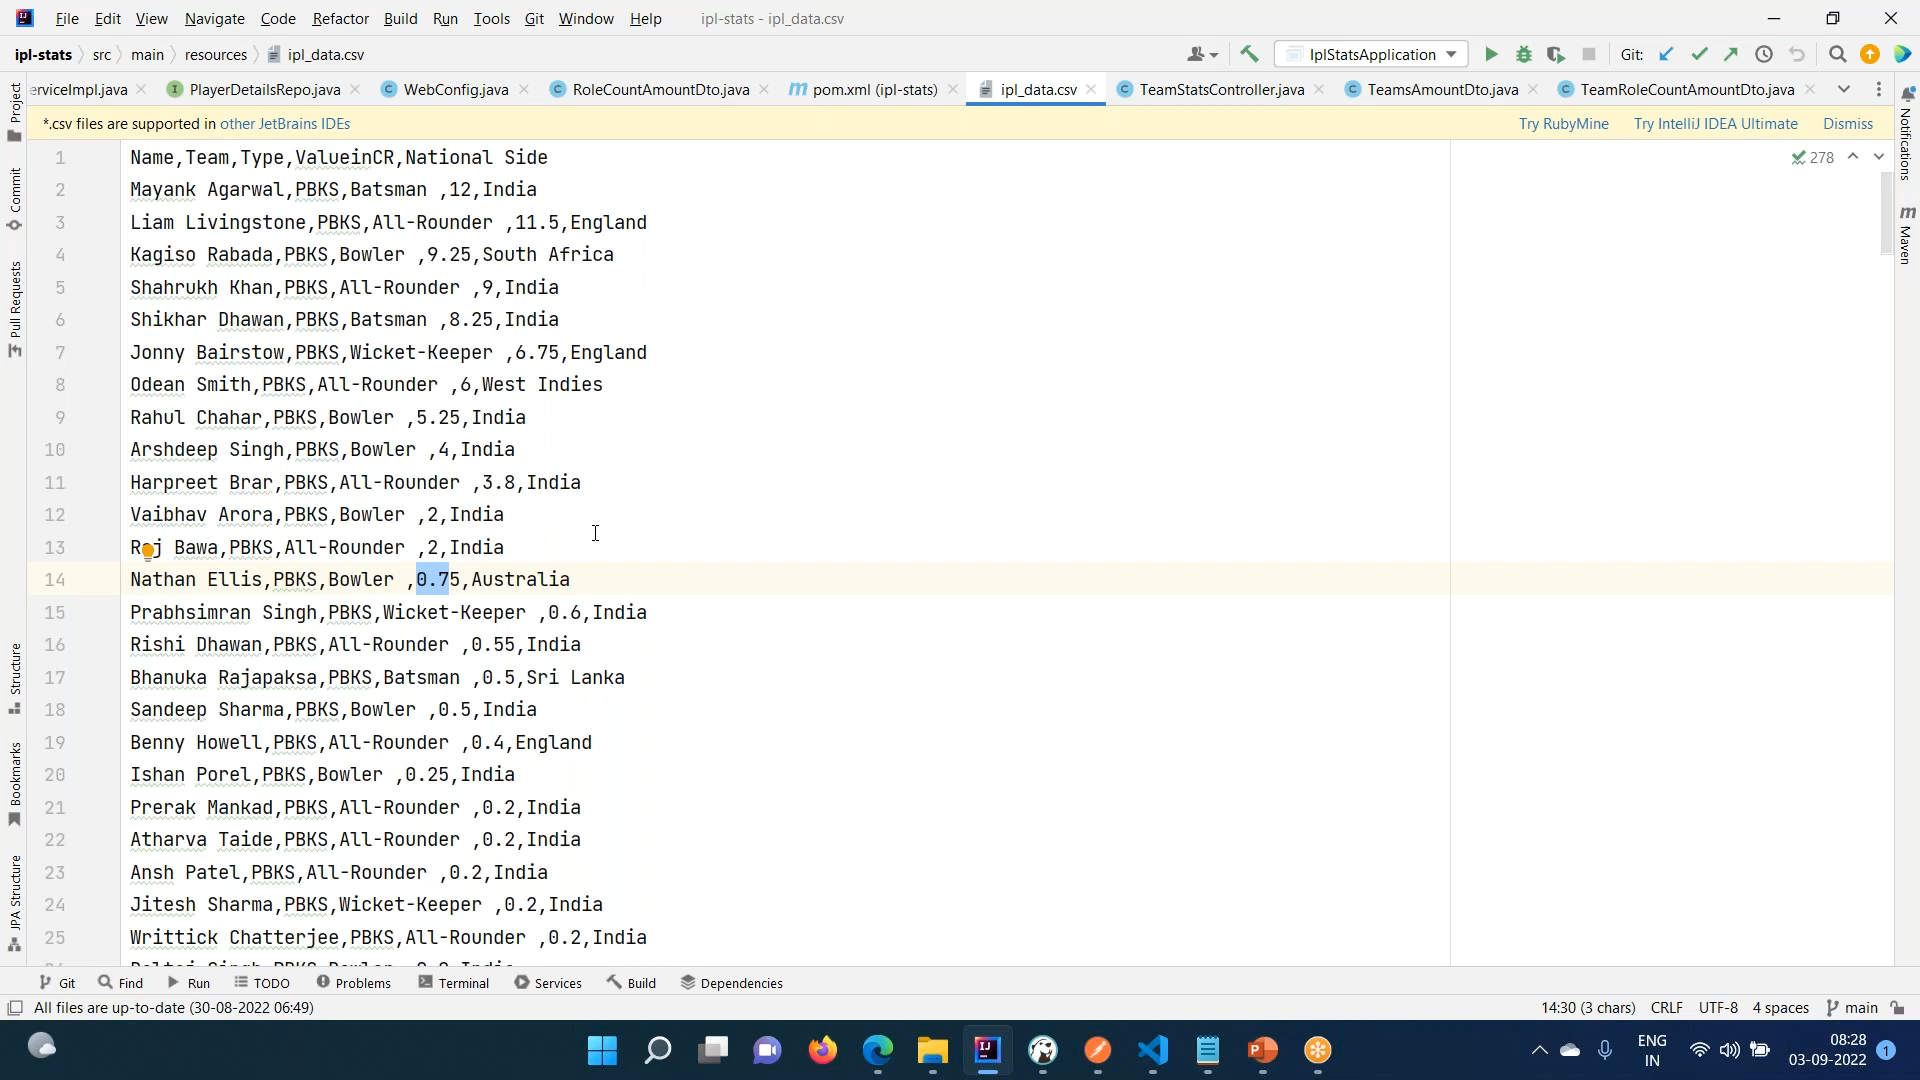 File Edit View Navigate Code Refactor Build Run Tools Git Window Help ipl-stats - ipl_data.csv
ipl-stats src main resources ipl_data.csv IplStatsApplication Git:
erviceImpl.java PlayerDetailsRepo.java WebConfig.java RoleCountAmountDto.java pom.xml (ipl-stats) ipl_data.csv TeamStatsController.java TeamsAmountDto.java TeamRoleCountAmountDto.java
*.csv files are supported in other JetBrains IDEs Try RubyMine Try IntelliJ IDEA Ultimate Dismiss
278
1 Name,Team,Type,ValueinCR,National Side
2 Mayank Agarwal,PBKS,Batsman ,12,India
3 Liam Livingstone,PBKS,All-Rounder ,11.5,England
4 Kagiso Rabada,PBKS,Bowler ,9.25,South Africa
5 Shahrukh Khan,PBKS,All-Rounder ,9,India
6 Shikhar Dhawan,PBKS,Batsman ,8.25,India
7 Jonny Bairstow,PBKS,Wicket-Keeper ,6.75,England
8 Odean Smith,PBKS,All-Rounder ,6,West Indies
9 Rahul Chahar,PBKS,Bowler ,5.25,India
10 Arshdeep Singh,PBKS,Bowler ,4,India
11 Harpreet Brar,PBKS,All-Rounder ,3.8,India
12 Vaibhav Arora,PBKS,Bowler ,2,India
13 Raj Bawa,PBKS,All-Rounder ,2,India
14 Nathan Ellis,PBKS,Bowler ,0.75,Australia
15 Prabhsimran Singh,PBKS,Wicket-Keeper ,0.6,India
16 Rishi Dhawan,PBKS,All-Rounder ,0.55,India
17 Bhanuka Rajapaksa,PBKS,Batsman ,0.5,Sri Lanka
18 Sandeep Sharma,PBKS,Bowler ,0.5,India
19 Benny Howell,PBKS,All-Rounder ,0.4,England
20 Ishan Porel,PBKS,Bowler ,0.25,India
21 Prerak Mankad,PBKS,All-Rounder ,0.2,India
22 Atharva Taide,PBKS,All-Rounder ,0.2,India
23 Ansh Patel,PBKS,All-Rounder ,0.2,India
24 Jitesh Sharma,PBKS,Wicket-Keeper ,0.2,India
25 Writtick Chatterjee,PBKS,All-Rounder ,0.2,India
Project
Commit
Pull Requests
Structure
Bookmarks
JPA Structure
Notifications
m Maven
Git Find Run TODO Problems Terminal Services Build Dependencies
All files are up-to-date (30-08-2022 06:49) 14:30 (3 chars) CRLF UTF-8 4 spaces main
ENG
IN
08:28
03-09-2022
1